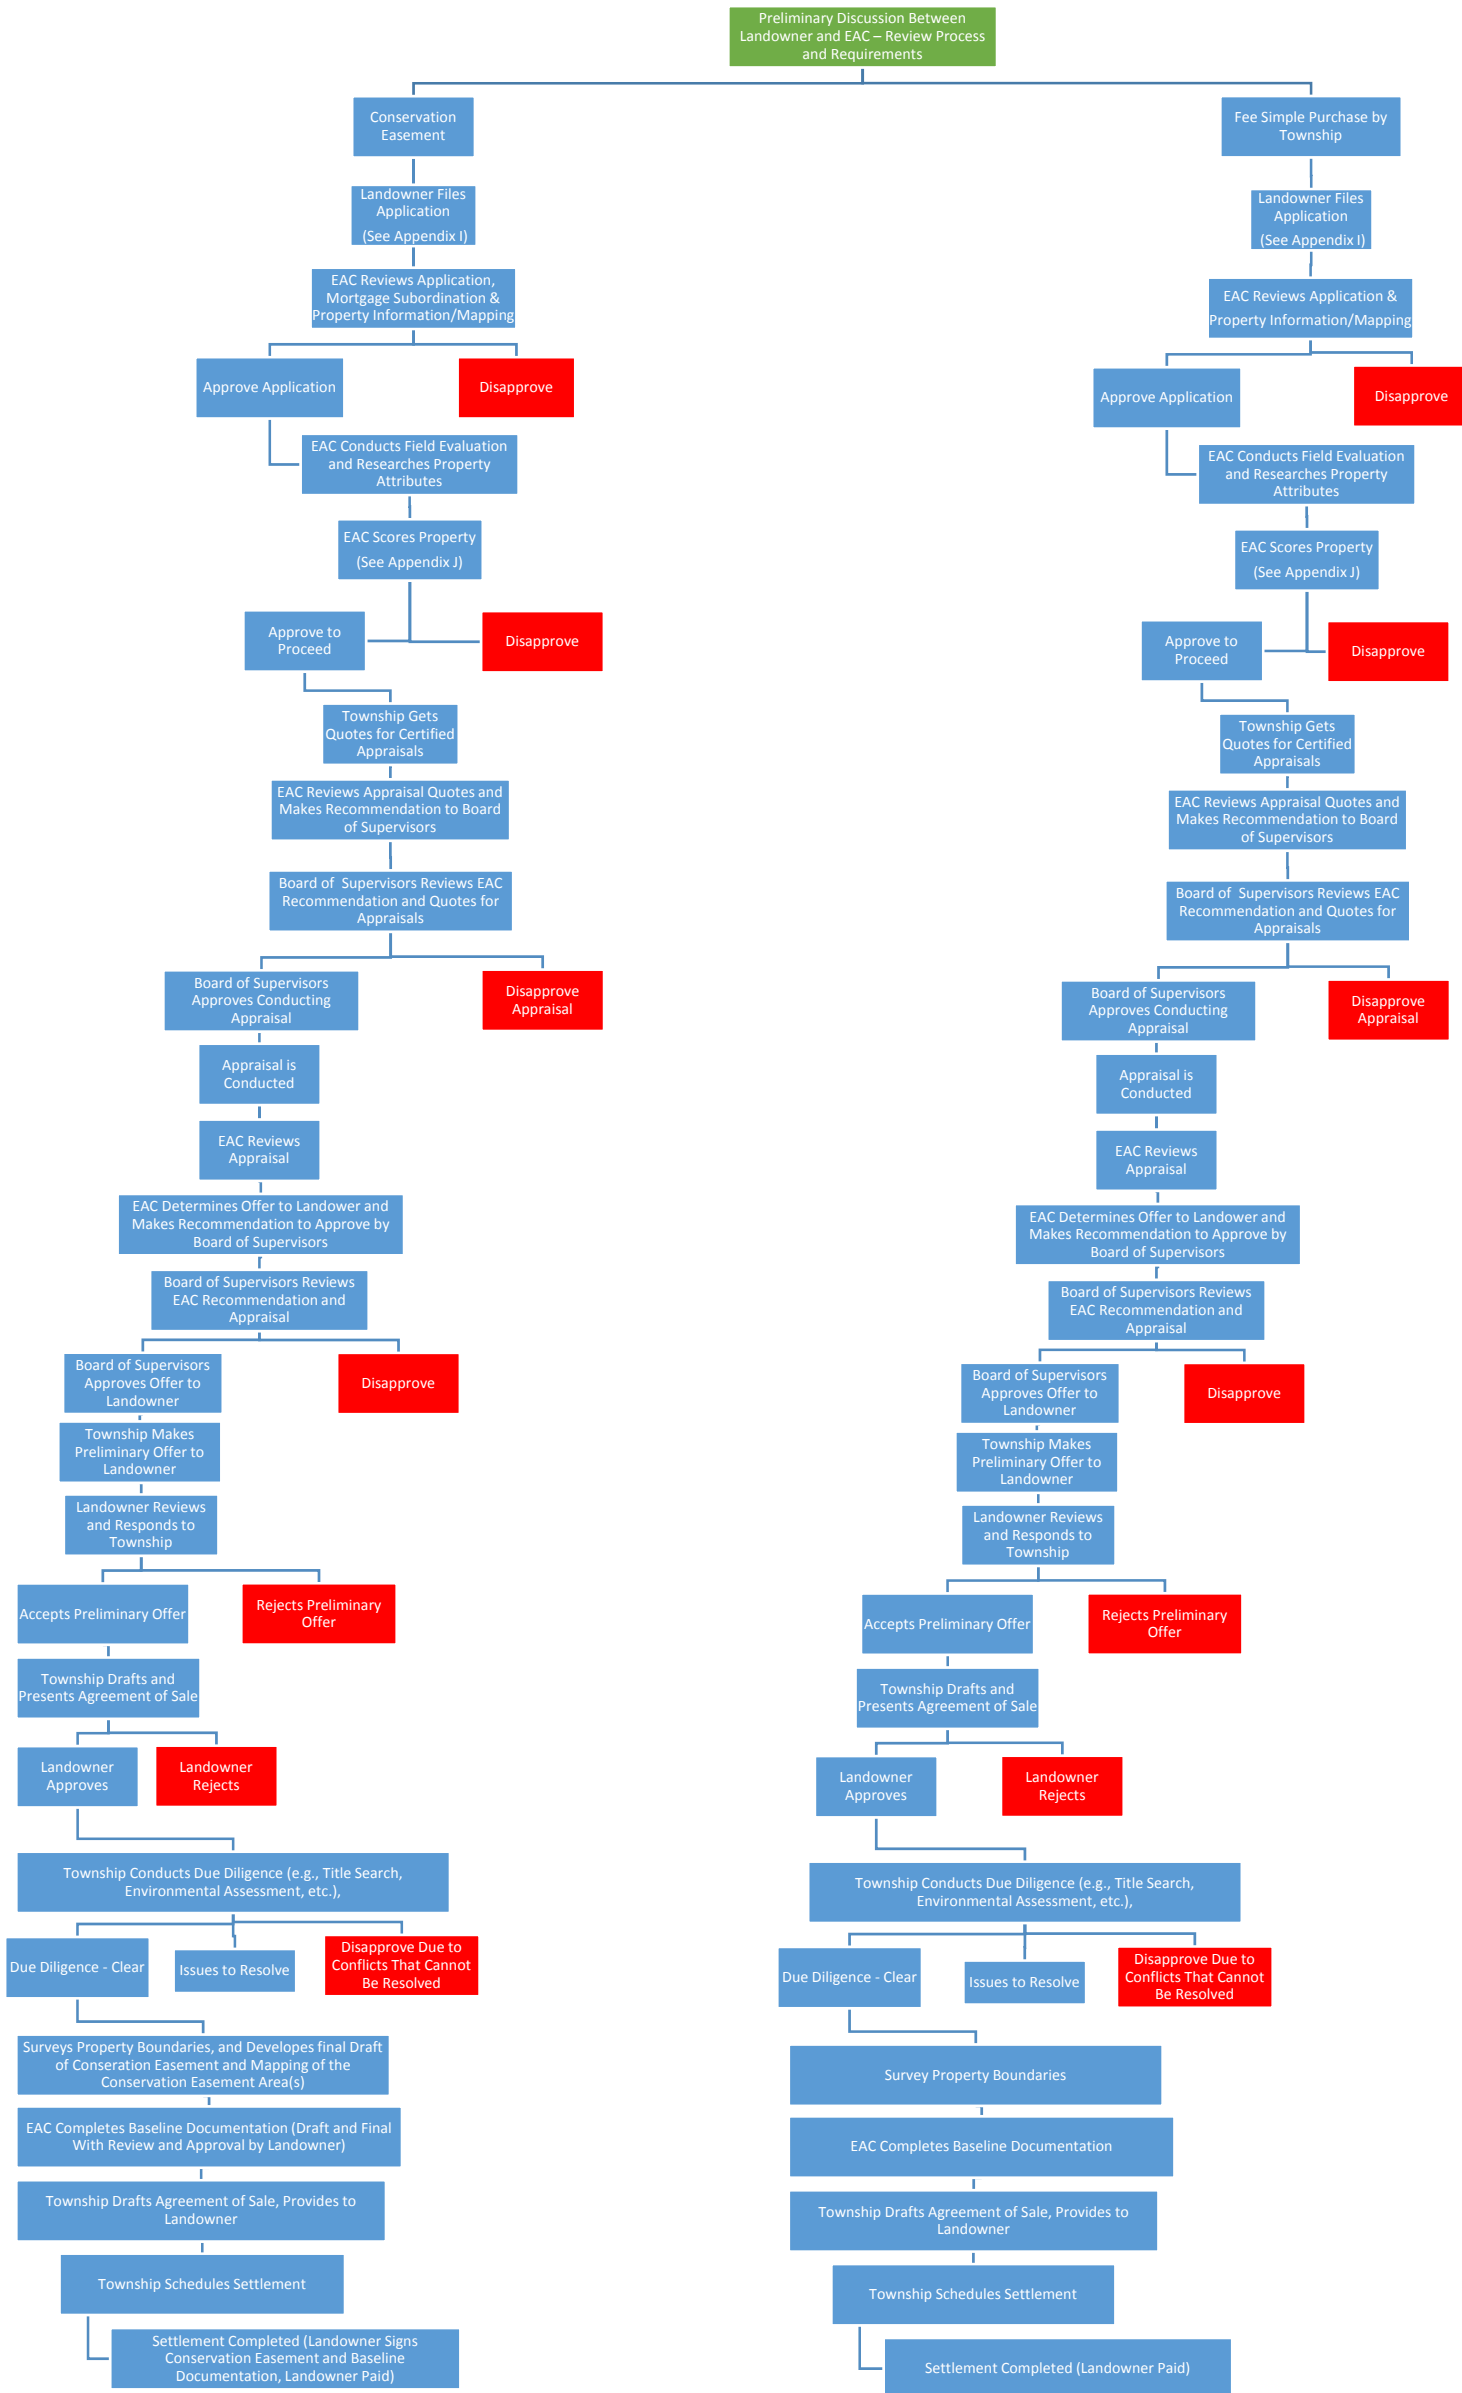 Preliminary Discussion Between
Landowner and EAC – Review Process
and Requirements
Conservation
Easement
Landowner Files
Application
(See Appendix I)
EAC Reviews Application,
Mortgage Subordination &
Property Information/Mapping
Approve Application
Disapprove
EAC Conducts Field Evaluation
and Researches Property
Attributes
EAC Scores Property
(See Appendix J)
Approve to
Proceed
Disapprove
Township Gets
Quotes for Certified
Appraisals
EAC Reviews Appraisal Quotes and
Makes Recommendation to Board
of Supervisors
Board of Supervisors Reviews EAC
Recommendation and Quotes for
Appraisals
Board of Supervisors
Approves Conducting
Appraisal
Disapprove
Appraisal
Appraisal is
Conducted
EAC Reviews
Appraisal
EAC Determines Offer to Landower and
Makes Recommendation to Approve by
Board of Supervisors
Board of Supervisors Reviews
EAC Recommendation and
Appraisal
Board of Supervisors
Approves Offer to
Landowner
Disapprove
Township Makes
Preliminary Offer to
Landowner
Landowner Reviews
and Responds to
Township
Accepts Preliminary Offer
Rejects Preliminary
Offer
Township Drafts and
Presents Agreement of Sale
Landowner
Approves
Landowner
Rejects
Township Conducts Due Diligence (e.g., Title Search,
Environmental Assessment, etc.),
Due Diligence - Clear
Issues to Resolve
Disapprove Due to
Conflicts That Cannot
Be Resolved
Surveys Property Boundaries, and Developes final Draft
of Conseration Easement and Mapping of the
Conservation Easement Area(s)
EAC Completes Baseline Documentation (Draft and Final
With Review and Approval by Landowner)
Township Drafts Agreement of Sale, Provides to
Landowner
Township Schedules Settlement
Settlement Completed (Landowner Signs
Conservation Easement and Baseline
Documentation, Landowner Paid)
Fee Simple Purchase by
Township
Landowner Files
Application
(See Appendix I)
EAC Reviews Application &
Property Information/Mapping
Approve Application
Disapprove
EAC Conducts Field Evaluation
and Researches Property
Attributes
EAC Scores Property
(See Appendix J)
Approve to
Proceed
Disapprove
Township Gets
Quotes for Certified
Appraisals
EAC Reviews Appraisal Quotes and
Makes Recommendation to Board
of Supervisors
Board of Supervisors Reviews EAC
Recommendation and Quotes for
Appraisals
Board of Supervisors
Approves Conducting
Appraisal
Disapprove
Appraisal
Appraisal is
Conducted
EAC Reviews
Appraisal
EAC Determines Offer to Landower and
Makes Recommendation to Approve by
Board of Supervisors
Board of Supervisors Reviews
EAC Recommendation and
Appraisal
Board of Supervisors
Approves Offer to
Landowner
Disapprove
Township Makes
Preliminary Offer to
Landowner
Landowner Reviews
and Responds to
Township
Accepts Preliminary Offer
Rejects Preliminary
Offer
Township Drafts and
Presents Agreement of Sale
Landowner
Approves
Landowner
Rejects
Township Conducts Due Diligence (e.g., Title Search,
Environmental Assessment, etc.),
Due Diligence - Clear
Issues to Resolve
Disapprove Due to
Conflicts That Cannot
Be Resolved
Survey Property Boundaries
EAC Completes Baseline Documentation
Township Drafts Agreement of Sale, Provides to
Landowner
Township Schedules Settlement
Settlement Completed (Landowner Paid)